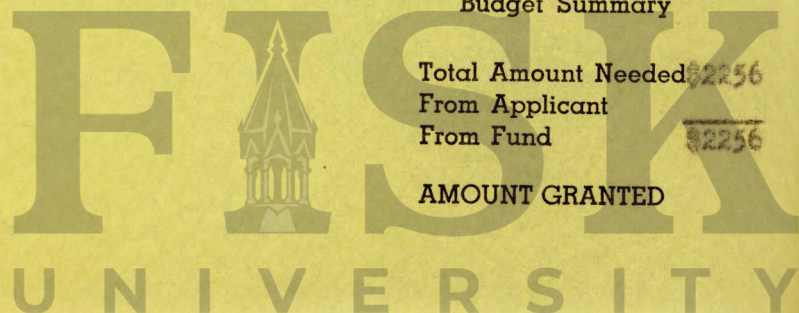 Budget Summary
Total Amount Needed $2256
From Applicant
From Fund $2256
AMOUNT GRANTED
FISK
UNIVERSITY